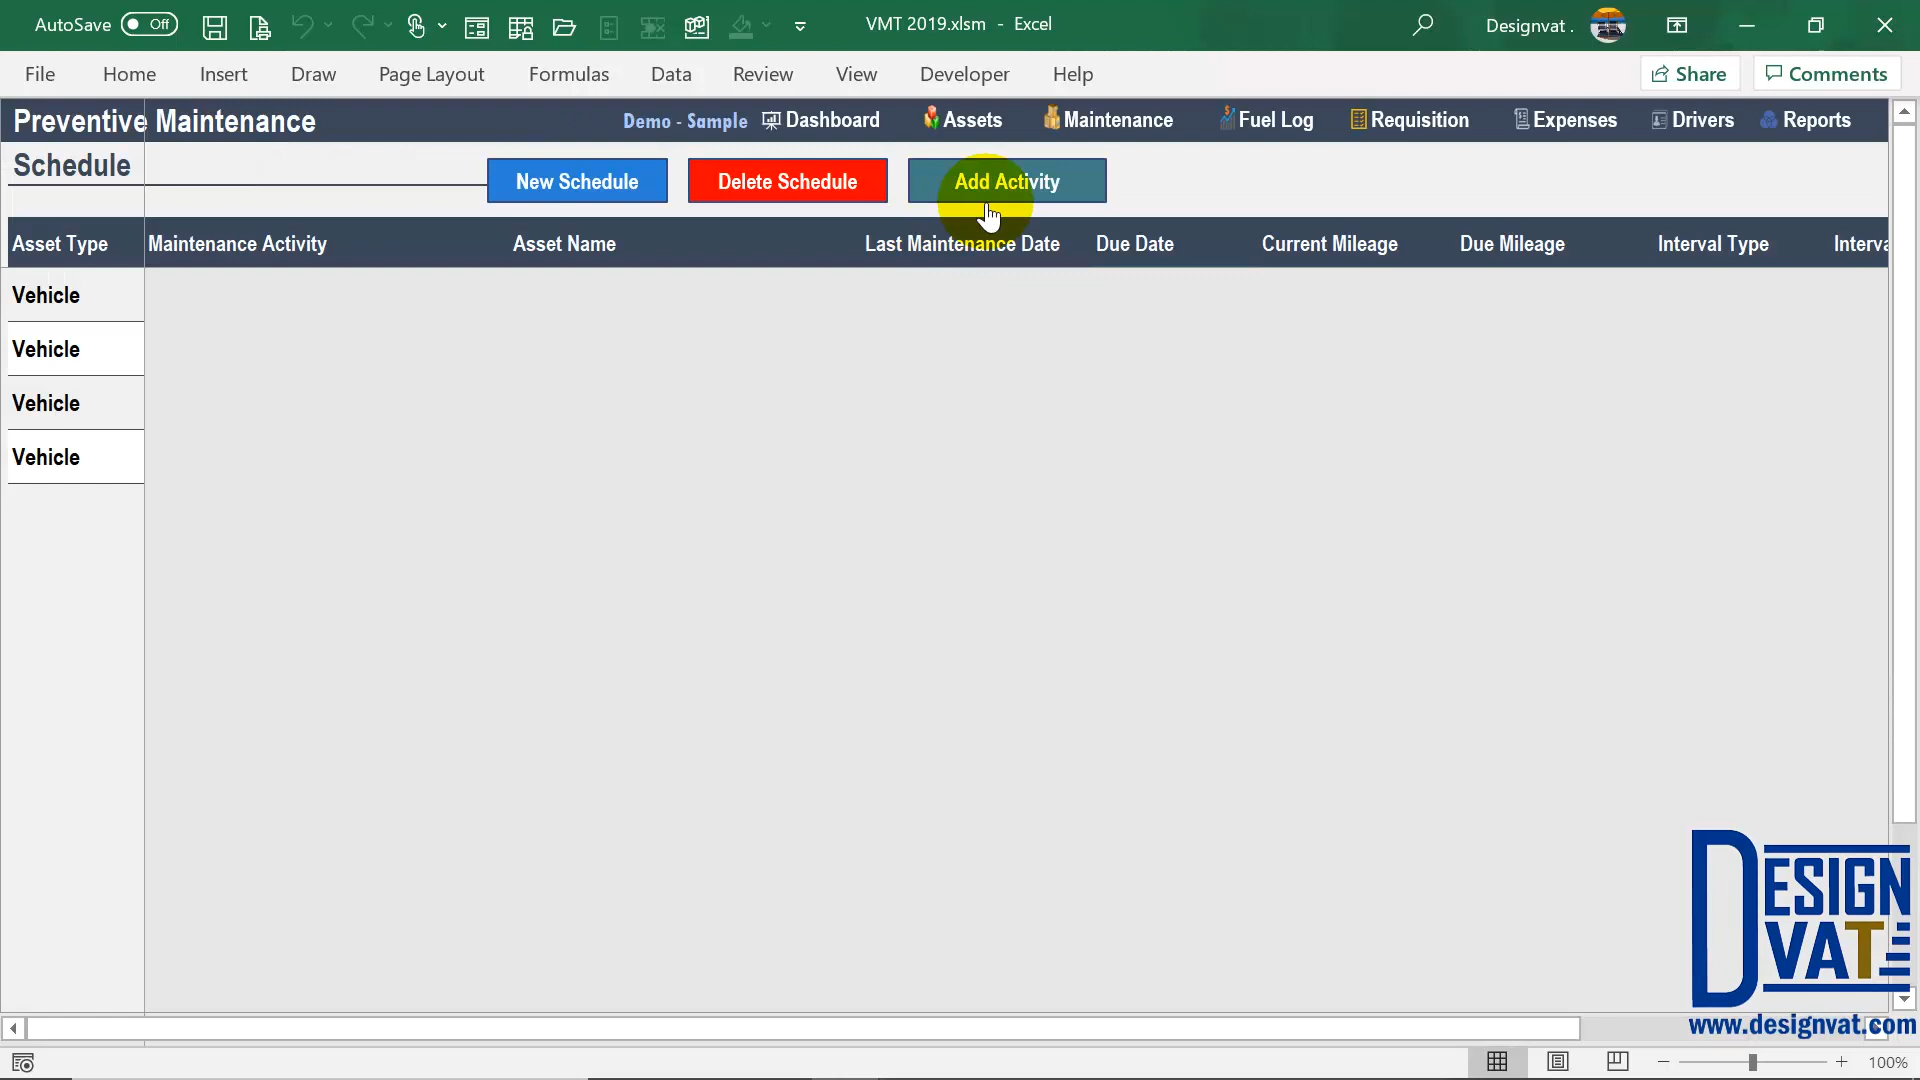 AutoSave Off VMT 2019.xlsm - Excel Designvat .
File Home Insert Draw Page Layout Formulas Data Review View Developer Help Share Comments
Preventive Maintenance Demo - Sample Dashboard Assets Maintenance Fuel Log Requisition Expenses Drivers Reports
Schedule New Schedule Delete Schedule Add Activity
Asset Type Maintenance Activity Asset Name Last Maintenance Date Due Date Current Mileage Due Mileage Interval Type Interva
Vehicle
Vehicle
Vehicle
Vehicle
DESIGN
VAT
www.designvat.com
100%